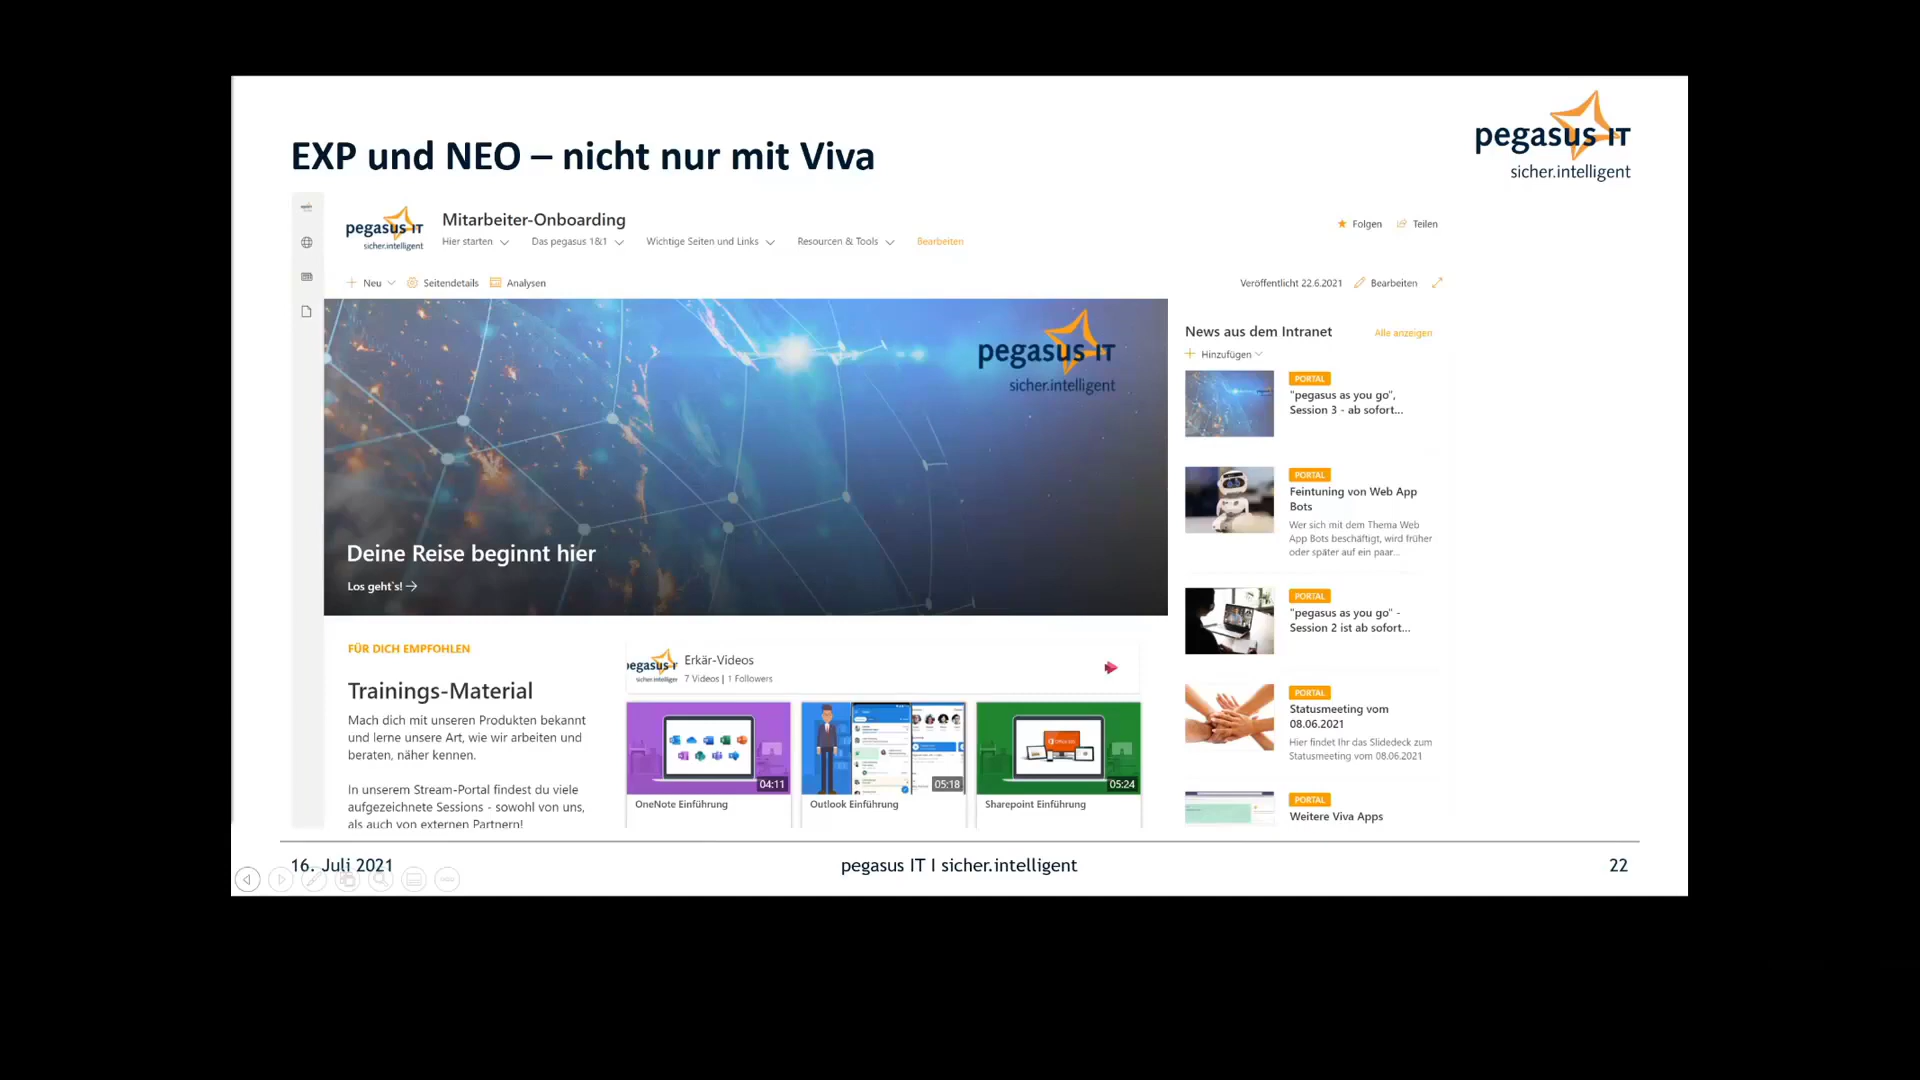 EXP und NEO – nicht nur mit Viva
pegasus IT
sicher.intelligent
pegasus IT
sicher.intelligent
Mitarbeiter-Onboarding
Hier starten
Das pegasus 1&1
Wichtige Seiten und Links
Resourcen & Tools
Bearbeiten
Folgen
Teilen
Neu
Seitendetails
Analysen
Veröffentlicht 22.6.2021
Bearbeiten
pegasus IT
sicher.intelligent
Deine Reise beginnt hier
Los geht's! →
News aus dem Intranet
Alle anzeigen
Hinzufügen
PORTAL
"pegasus as you go",
Session 3 - ab sofort...
PORTAL
Feintuning von Web App
Bots
Wer sich mit dem Thema Web
App Bots beschäftigt, wird früher
oder später auf ein paar...
PORTAL
"pegasus as you go" -
Session 2 ist ab sofort...
PORTAL
Statusmeeting vom
08.06.2021
Hier findet Ihr das Slidedeck zum
Statusmeeting vom 08.06.2021
PORTAL
Weitere Viva Apps
FÜR DICH EMPFOHLEN
Trainings-Material
Mach dich mit unseren Produkten bekannt
und lerne unsere Art, wie wir arbeiten und
beraten, näher kennen.
In unserem Stream-Portal findest du viele
aufgezeichnete Sessions - sowohl von uns,
als auch von externen Partnern!
Erkär-Videos
7 Videos | 1 Followers
04:11
OneNote Einführung
05:18
Outlook Einführung
Office 365
05:24
Sharepoint Einführung
16. Juli 2021
pegasus IT I sicher.intelligent
22